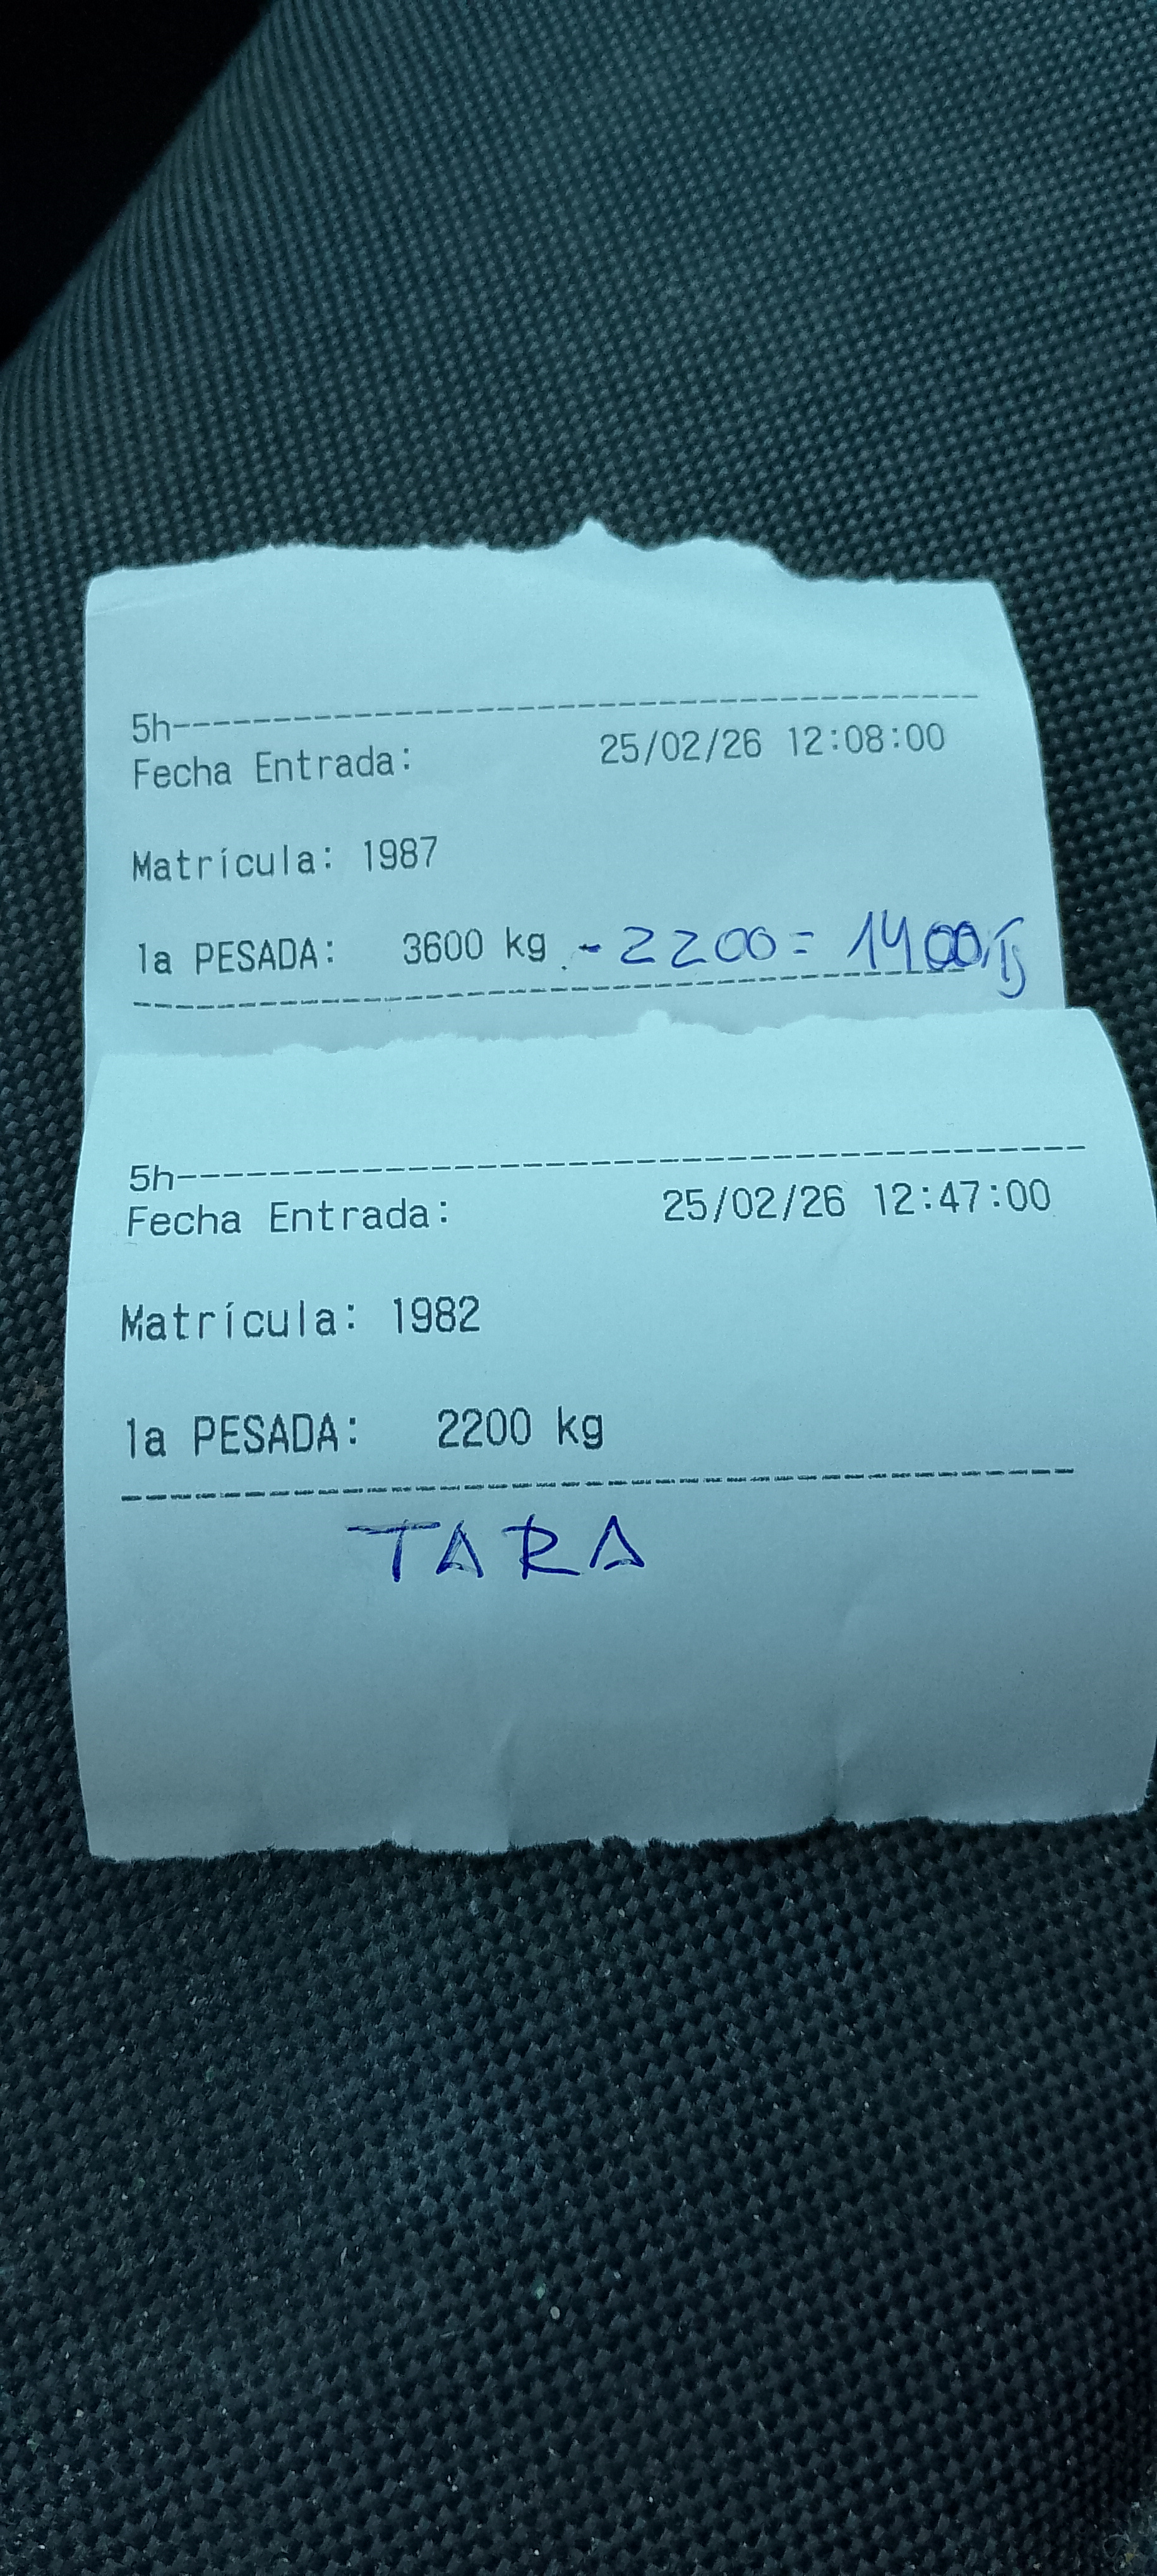 5h------------------------------------
Fecha Entrada: 25/02/26 12:08:00
Matrícula: 1987
1a PESADA: 3600 kg - 2200 = 1400
--------------------------------------
5h------------------------------------
Fecha Entrada: 25/02/26 12:47:00
Matrícula: 1982
1a PESADA: 2200 kg
--------------------------------------
TARA